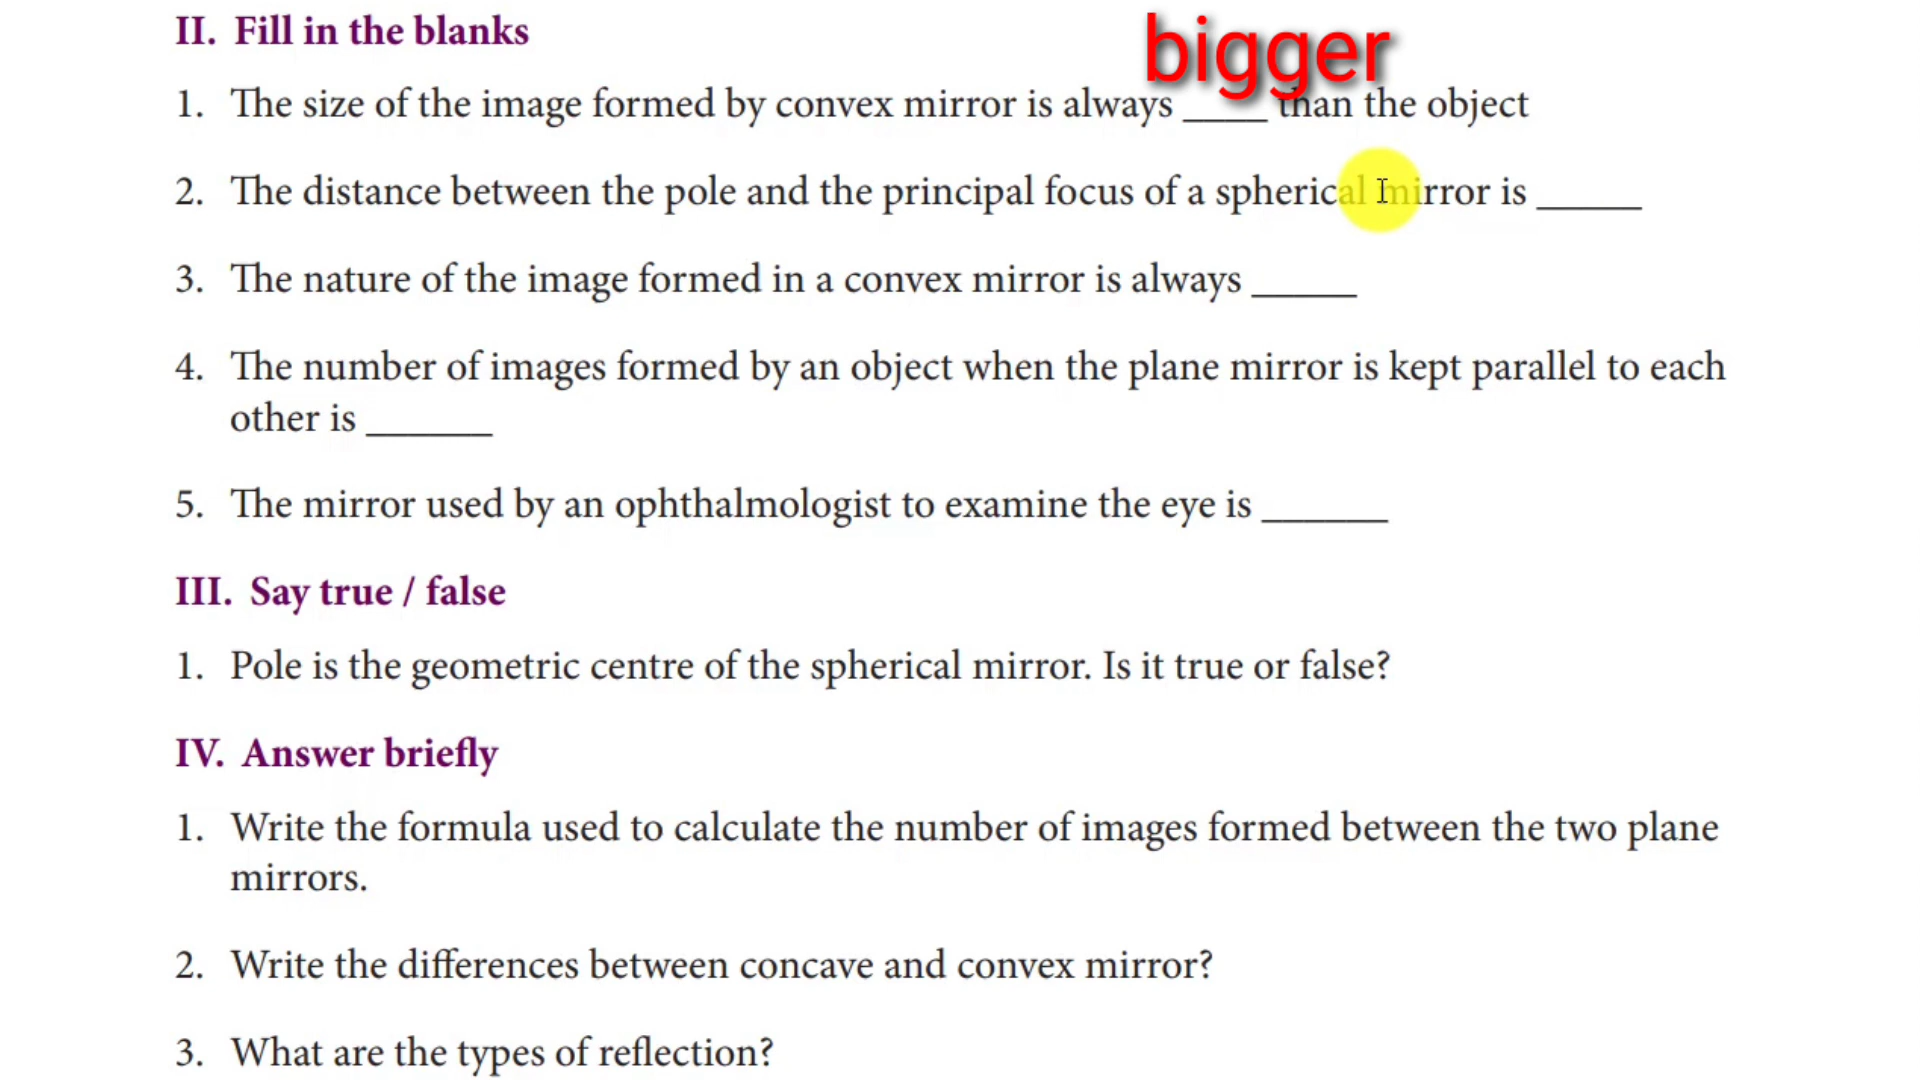 II. Fill in the blanks
bigger
1. The size of the image formed by convex mirror is always ____ than the object
2. The distance between the pole and the principal focus of a spherical mirror is _____
3. The nature of the image formed in a convex mirror is always _____
4. The number of images formed by an object when the plane mirror is kept parallel to each
other is ______
5. The mirror used by an ophthalmologist to examine the eye is ______
III. Say true / false
1. Pole is the geometric centre of the spherical mirror. Is it true or false?
IV. Answer briefly
1. Write the formula used to calculate the number of images formed between the two plane
mirrors.
2. Write the differences between concave and convex mirror?
3. What are the types of reflection?